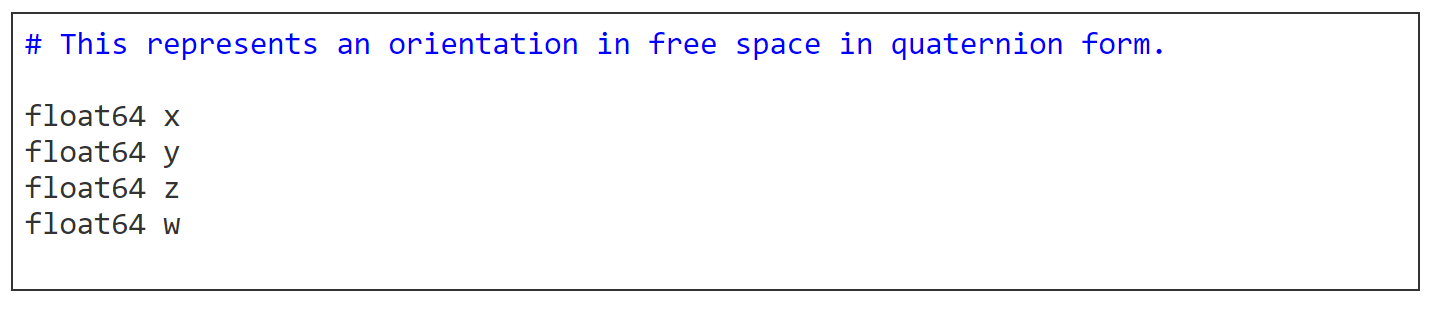 # This represents an orientation in free space in quaternion form.
float64 x
float64 y
float64 z
float64 w